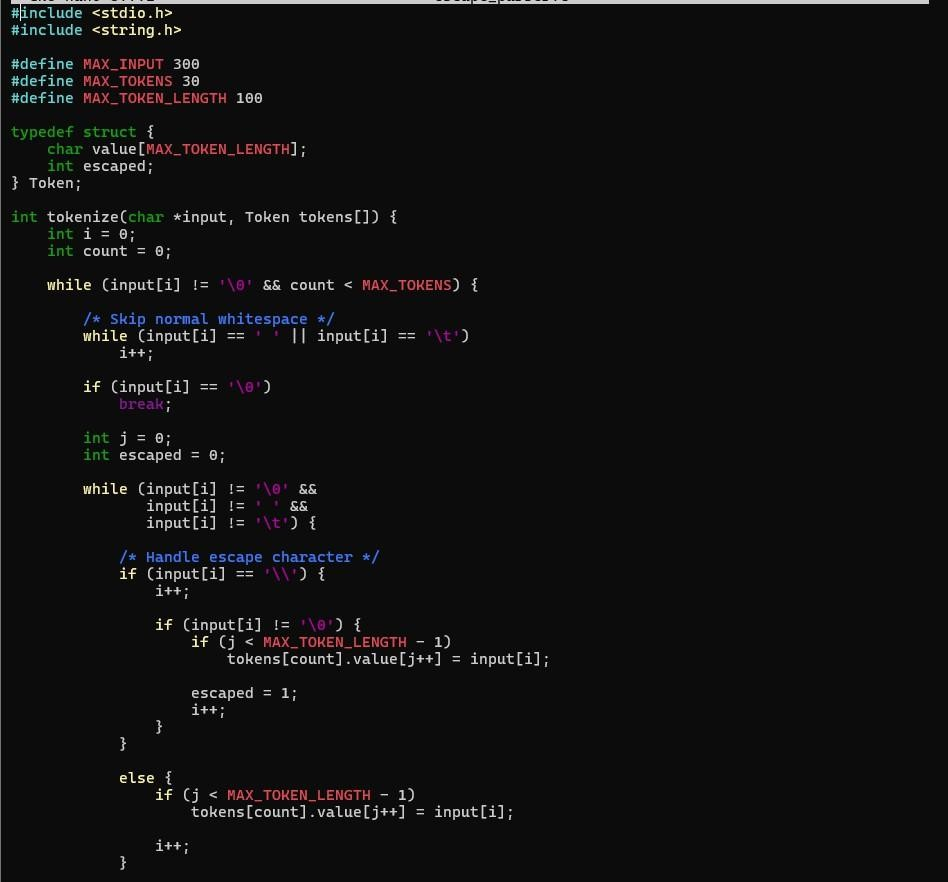 #include <stdio.h>
#include <string.h>

#define MAX_INPUT 300
#define MAX_TOKENS 30
#define MAX_TOKEN_LENGTH 100

typedef struct {
    char value[MAX_TOKEN_LENGTH];
    int escaped;
} Token;

int tokenize(char *input, Token tokens[]) {
    int i = 0;
    int count = 0;

    while (input[i] != '\0' && count < MAX_TOKENS) {

        /* Skip normal whitespace */
        while (input[i] == ' ' || input[i] == '\t')
            i++;

        if (input[i] == '\0')
            break;

        int j = 0;
        int escaped = 0;

        while (input[i] != '\0' &&
               input[i] != ' ' &&
               input[i] != '\t') {

            /* Handle escape character */
            if (input[i] == '\\') {
                i++;

                if (input[i] != '\0') {
                    if (j < MAX_TOKEN_LENGTH - 1)
                        tokens[count].value[j++] = input[i];

                    escaped = 1;
                    i++;
                }
            }

            else {
                if (j < MAX_TOKEN_LENGTH - 1)
                    tokens[count].value[j++] = input[i];

                i++;
            }